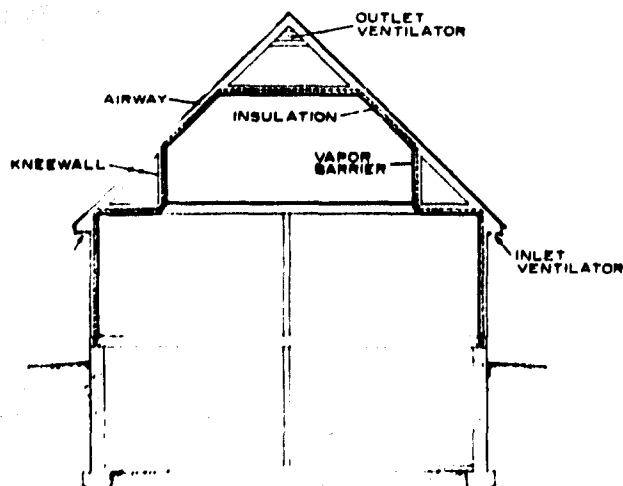 OUTLET
VENTILATOR
AIRWAY
INSULATION
KNEEWALL
VAPOR
BARRIER
INLET
VENTILATOR